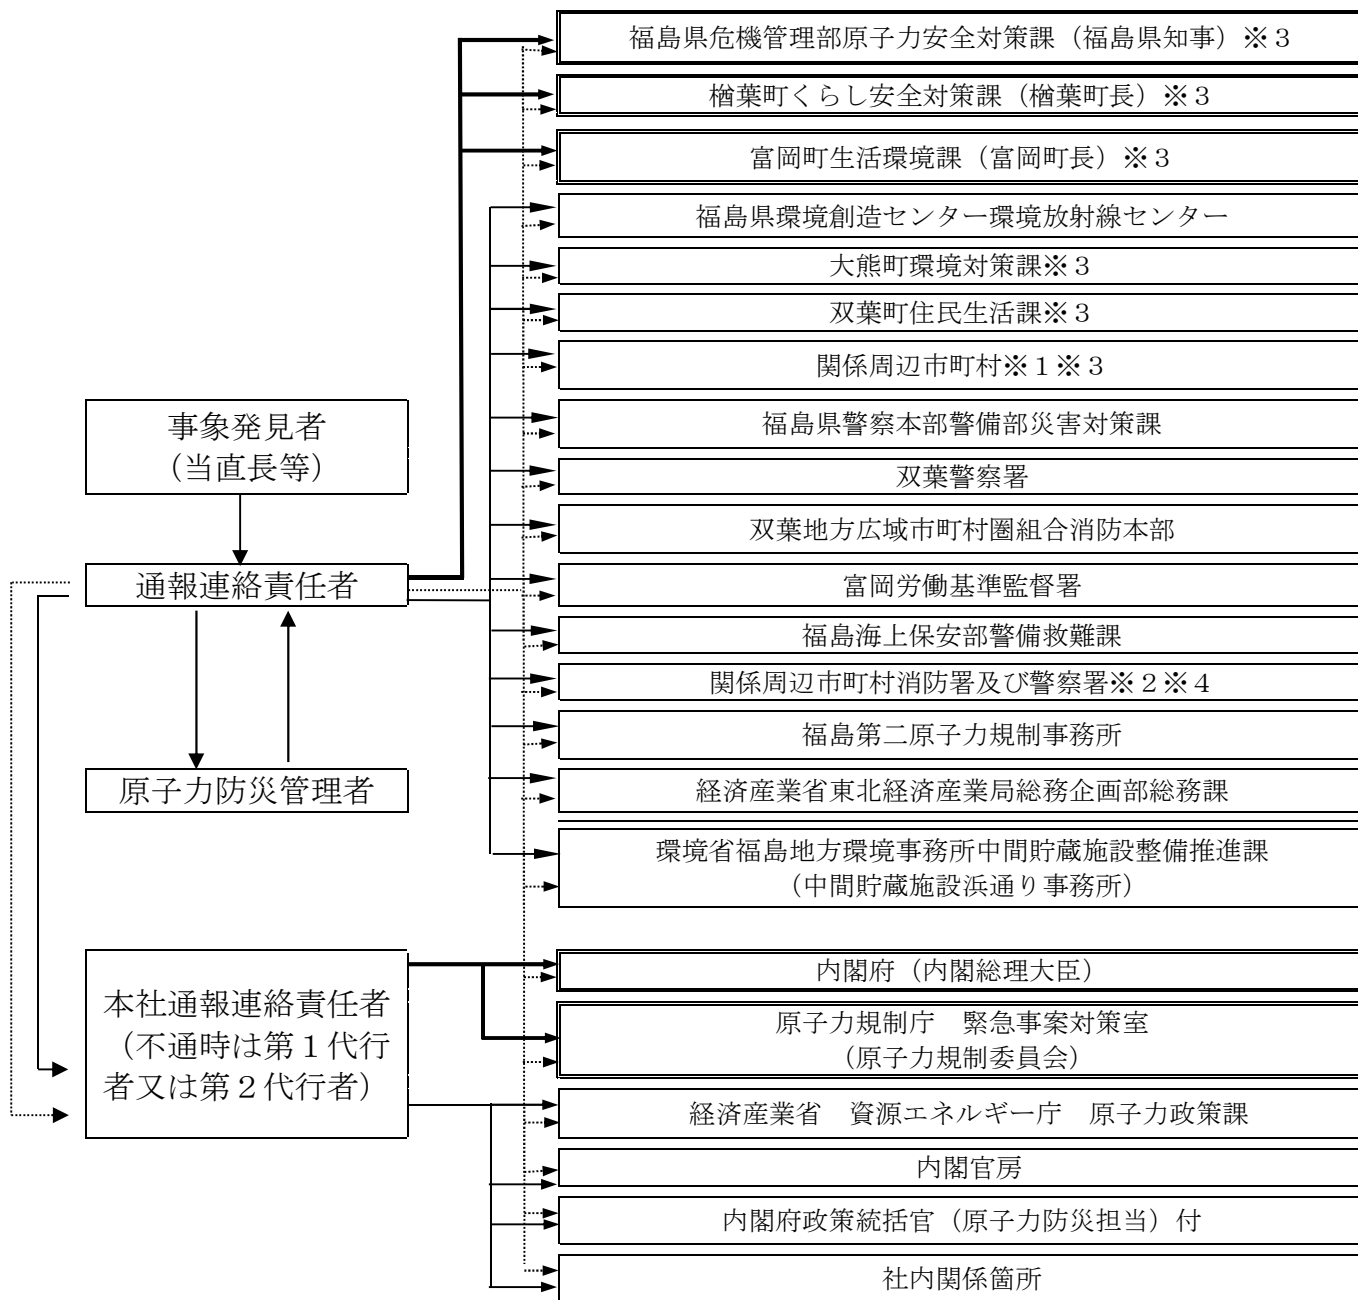 福島県危機管理部原子力安全対策課（福島県知事）※３
楢葉町くらし安全対策課（楢葉町長）※３
富岡町生活環境課（富岡町長）※３
福島県環境創造センター環境放射線センター
大熊町環境対策課※３
双葉町住民生活課※３
関係周辺市町村※１※３
福島県警察本部警備部災害対策課
双葉警察署
双葉地方広域市町村圏組合消防本部
富岡労働基準監督署
福島海上保安部警備救難課
関係周辺市町村消防署及び警察署※２※４
福島第二原子力規制事務所
経済産業省東北経済産業局総務企画部総務課
環境省福島地方環境事務所中間貯蔵施設整備推進課
（中間貯蔵施設浜通り事務所）
事象発見者
（当直長等）
通報連絡責任者
原子力防災管理者
本社通報連絡責任者
（不通時は第１代行
者又は第２代行者）
内閣府（内閣総理大臣）
原子力規制庁　緊急事案対策室
（原子力規制委員会）
経済産業省　資源エネルギー庁　原子力政策課
内閣官房
内閣府政策統括官（原子力防災担当）付
社内関係箇所